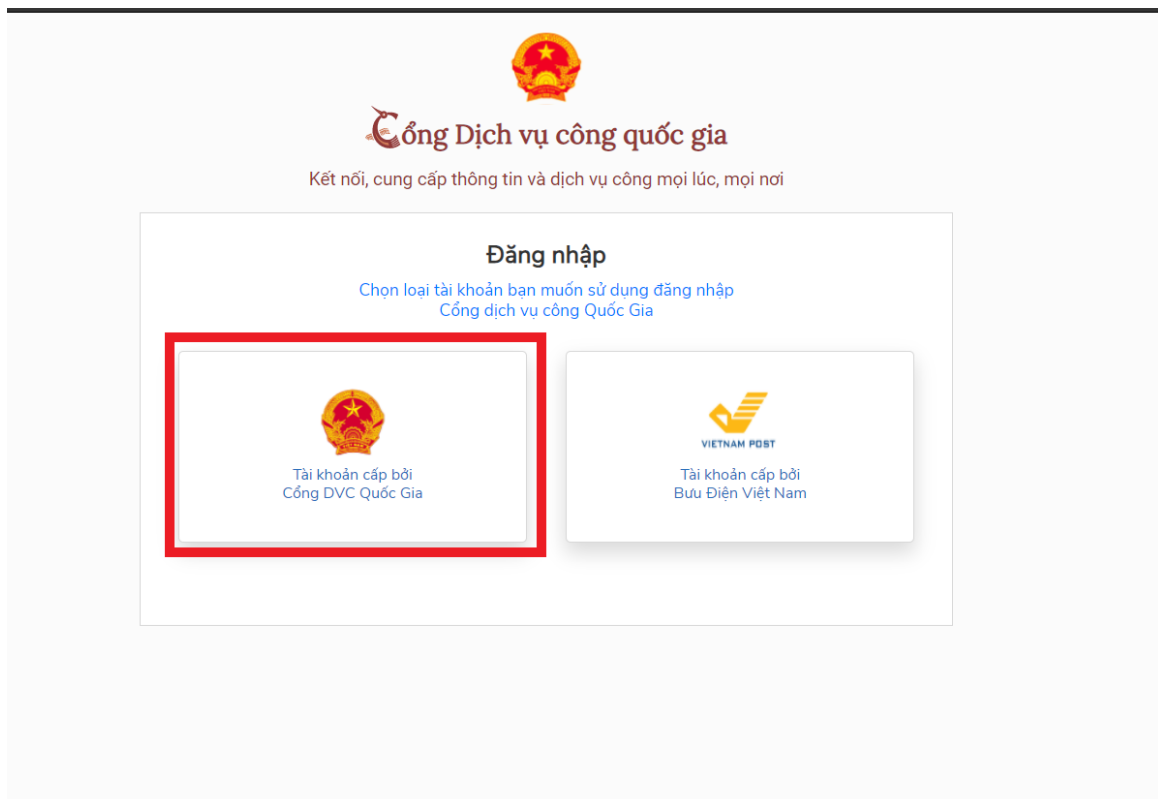 Cổng Dịch vụ công quốc gia
Kết nối, cung cấp thông tin và dịch vụ công mọi lúc, mọi nơi
Đăng nhập
Chọn loại tài khoản bạn muốn sử dụng đăng nhập
Cổng dịch vụ công Quốc Gia
Tài khoản cấp bởi
Cổng DVC Quốc Gia
VIETNAM POST
Tài khoản cấp bởi
Bưu Điện Việt Nam